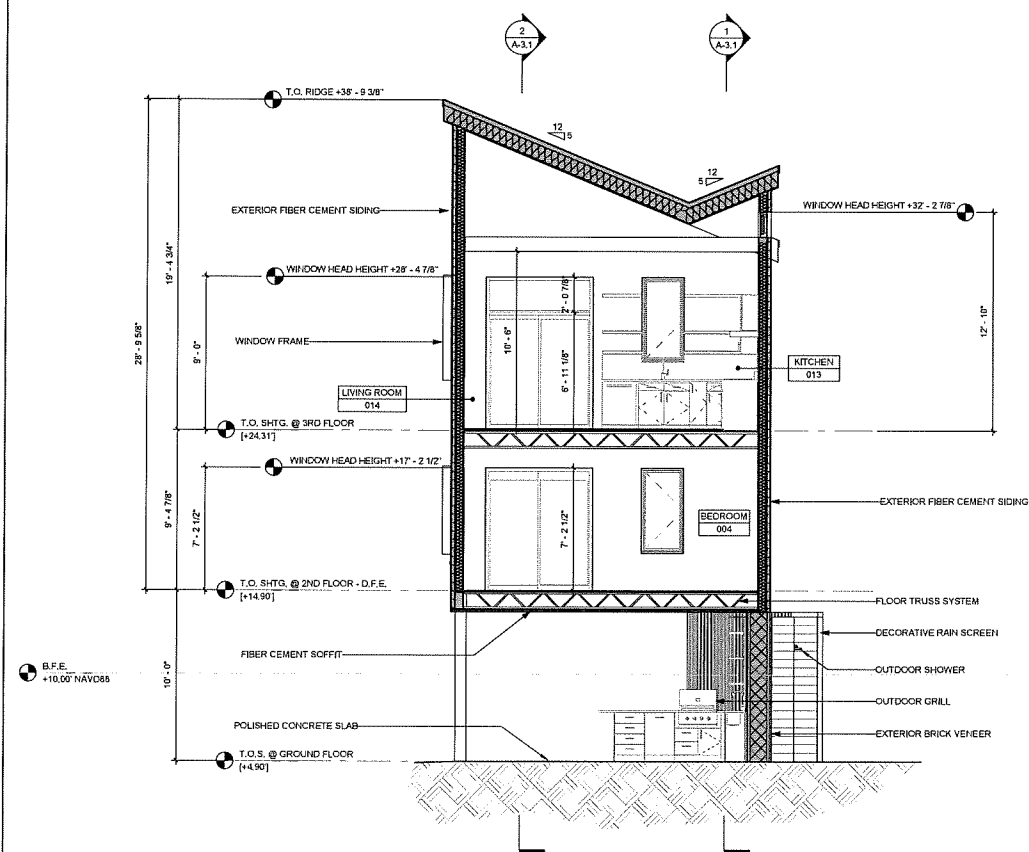 2
A-3.1
1
A-3.1
T.O. RIDGE +38' - 9 3/8"
12
5
12
5
EXTERIOR FIBER CEMENT SIDING
WINDOW HEAD HEIGHT +32' - 2 7/8"
19' - 4 3/4"
WINDOW HEAD HEIGHT +28' - 4 7/8"
2' - 0 7/8"
28' - 9 5/8"
9' - 0"
10' - 6"
12' - 10"
WINDOW FRAME
6' - 11 1/8"
KITCHEN
013
LIVING ROOM
014
T.O. SHTG. @ 3RD FLOOR
[+24.31']
WINDOW HEAD HEIGHT +17' - 2 1/2"
9' - 4 7/8"
7' - 2 1/2"
7' - 2 1/2"
EXTERIOR FIBER CEMENT SIDING
BEDROOM
004
T.O. SHTG. @ 2ND FLOOR - D.F.E.
[+14.90']
FLOOR TRUSS SYSTEM
DECORATIVE RAIN SCREEN
FIBER CEMENT SOFFIT
B.F.E.
+10.00' NAVD88
10' - 0"
OUTDOOR SHOWER
OUTDOOR GRILL
POLISHED CONCRETE SLAB
EXTERIOR BRICK VENEER
T.O.S. @ GROUND FLOOR
[+4.90']